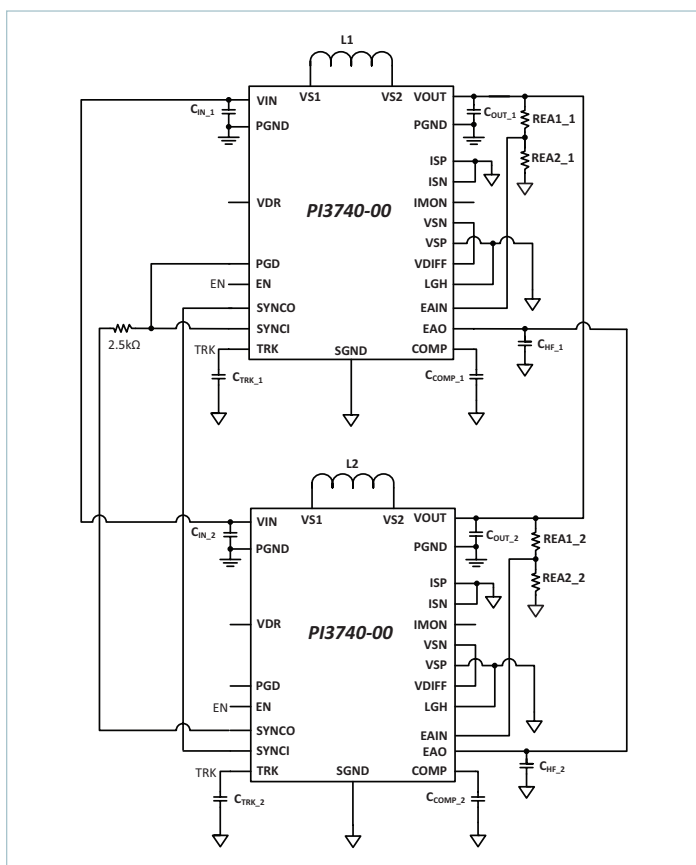 L1
VIN
VS1
VS2
VOUT
C_IN_1
C_OUT_1
REA1_1
PGND
PGND
REA2_1
ISP
ISN
VDR
PI3740-00
IMON
VSN
VSP
PGD
VDIFF
EN
EN
LGH
SYNCO
EAIN
SYNCI
EAO
2.5kΩ
TRK
TRK
SGND
COMP
C_HF_1
C_TRK_1
C_COMP_1
L2
VIN
VS1
VS2
VOUT
C_IN_2
C_OUT_2
REA1_2
PGND
PGND
REA2_2
ISP
ISN
VDR
PI3740-00
IMON
VSN
VSP
PGD
VDIFF
EN
EN
LGH
SYNCO
EAIN
SYNCI
EAO
TRK
TRK
SGND
COMP
C_HF_2
C_TRK_2
C_COMP_2